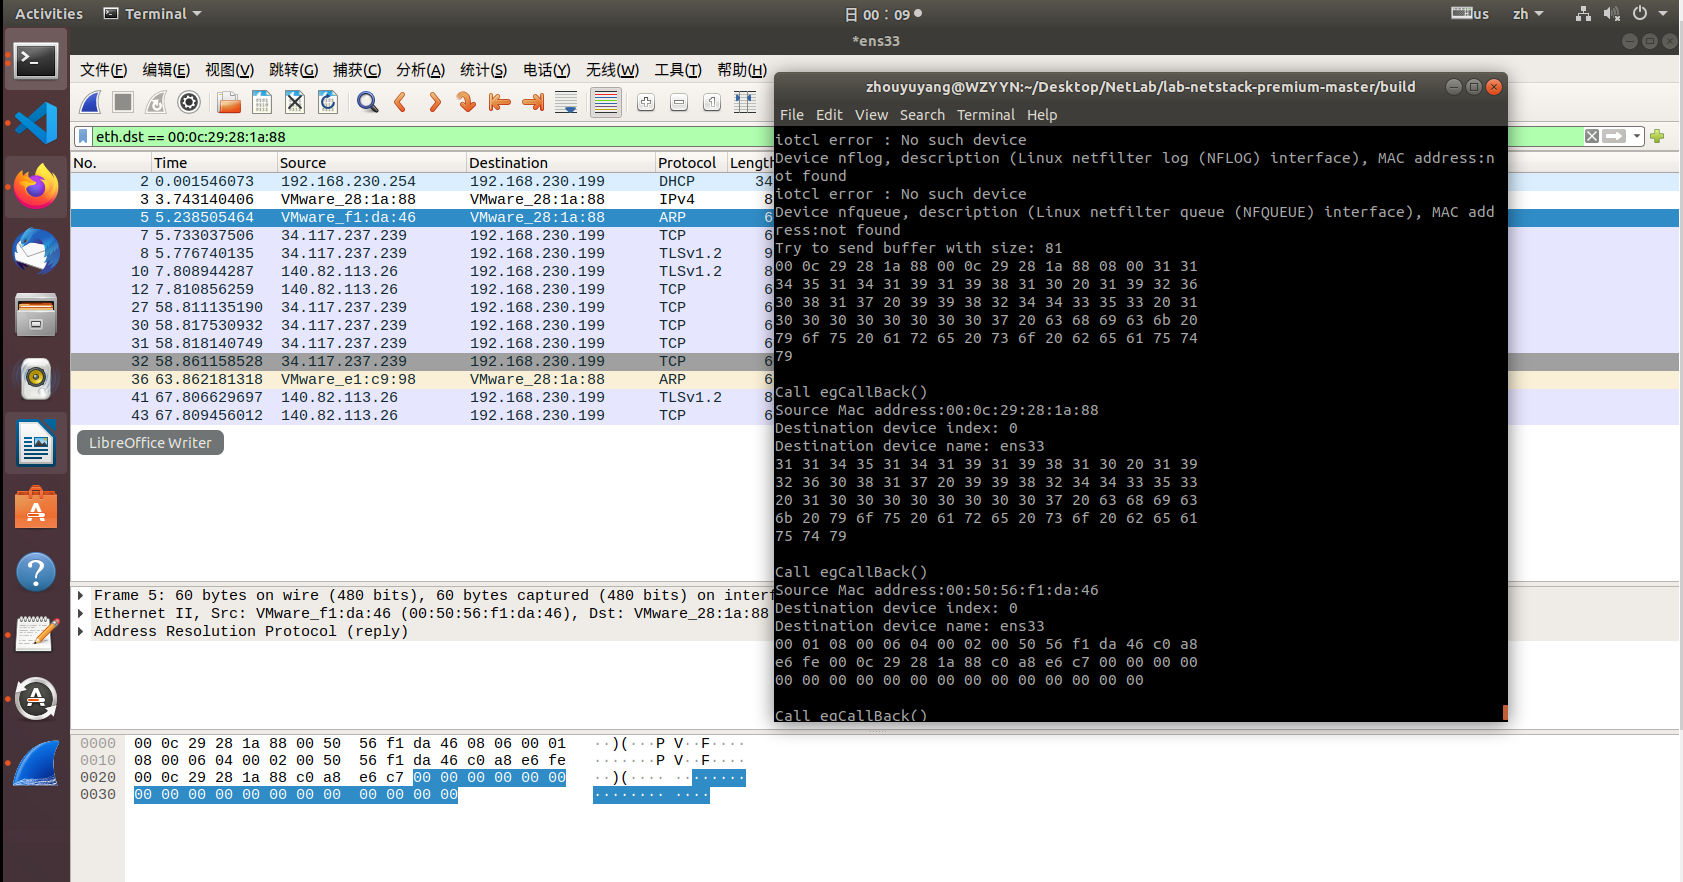 Activities Terminal 日 00：09 us zh
*ens33
文件(F) 编辑(E) 视图(V) 跳转(G) 捕获(C) 分析(A) 统计(S) 电话(Y) 无线(W) 工具(T) 帮助(H)
eth.dst == 00:0c:29:28:1a:88
No. Time Source Destination Protocol Length
2 0.001546073 192.168.230.254 192.168.230.199 DHCP 34
3 3.743140406 VMware_28:1a:88 VMware_28:1a:88 IPv4 8
5 5.238505464 VMware_f1:da:46 VMware_28:1a:88 ARP 6
7 5.733037506 34.117.237.239 192.168.230.199 TCP 6
8 5.776740135 34.117.237.239 192.168.230.199 TLSv1.2 9
10 7.808944287 140.82.113.26 192.168.230.199 TLSv1.2 8
12 7.810856259 140.82.113.26 192.168.230.199 TCP 6
27 58.811135190 34.117.237.239 192.168.230.199 TCP 6
30 58.817530932 34.117.237.239 192.168.230.199 TCP 6
31 58.818140749 34.117.237.239 192.168.230.199 TCP 6
32 58.861158528 34.117.237.239 192.168.230.199 TCP 6
36 63.862181318 VMware_e1:c9:98 VMware_28:1a:88 ARP 6
41 67.806629697 140.82.113.26 192.168.230.199 TLSv1.2 8
43 67.809456012 140.82.113.26 192.168.230.199 TCP 6
LibreOffice Writer
Frame 5: 60 bytes on wire (480 bits), 60 bytes captured (480 bits) on interf
Ethernet II, Src: VMware_f1:da:46 (00:50:56:f1:da:46), Dst: VMware_28:1a:88
Address Resolution Protocol (reply)
0000 00 0c 29 28 1a 88 00 50 56 f1 da 46 08 06 00 01 ··)(···P V··F····
0010 08 00 06 04 00 02 00 50 56 f1 da 46 c0 a8 e6 fe ·······P V··F····
0020 00 0c 29 28 1a 88 c0 a8 e6 c7 00 00 00 00 00 00 ··)(···· ········
0030 00 00 00 00 00 00 00 00 00 00 00 00 ········ ····
zhouyuyang@WZYYN:~/Desktop/NetLab/lab-netstack-premium-master/build
File Edit View Search Terminal Help
iotcl error : No such device
Device nflog, description (Linux netfilter log (NFLOG) interface), MAC address:n
ot found
iotcl error : No such device
Device nfqueue, description (Linux netfilter queue (NFQUEUE) interface), MAC add
ress:not found
Try to send buffer with size: 81
00 0c 29 28 1a 88 00 0c 29 28 1a 88 08 00 31 31
34 35 31 34 31 39 31 39 38 31 30 20 31 39 32 36
30 38 31 37 20 39 39 38 32 34 34 33 35 33 20 31
30 30 30 30 30 30 30 30 37 20 63 68 69 63 6b 20
79 6f 75 20 61 72 65 20 73 6f 20 62 65 61 75 74
79
Call egCallBack()
Source Mac address:00:0c:29:28:1a:88
Destination device index: 0
Destination device name: ens33
31 31 34 35 31 34 31 39 31 39 38 31 30 20 31 39
32 36 30 38 31 37 20 39 39 38 32 34 34 33 35 33
20 31 30 30 30 30 30 30 30 30 37 20 63 68 69 63
6b 20 79 6f 75 20 61 72 65 20 73 6f 20 62 65 61
75 74 79
Call egCallBack()
Source Mac address:00:50:56:f1:da:46
Destination device index: 0
Destination device name: ens33
00 01 08 00 06 04 00 02 00 50 56 f1 da 46 c0 a8
e6 fe 00 0c 29 28 1a 88 c0 a8 e6 c7 00 00 00 00
00 00 00 00 00 00 00 00 00 00 00 00 00 00
Call egCallBack()